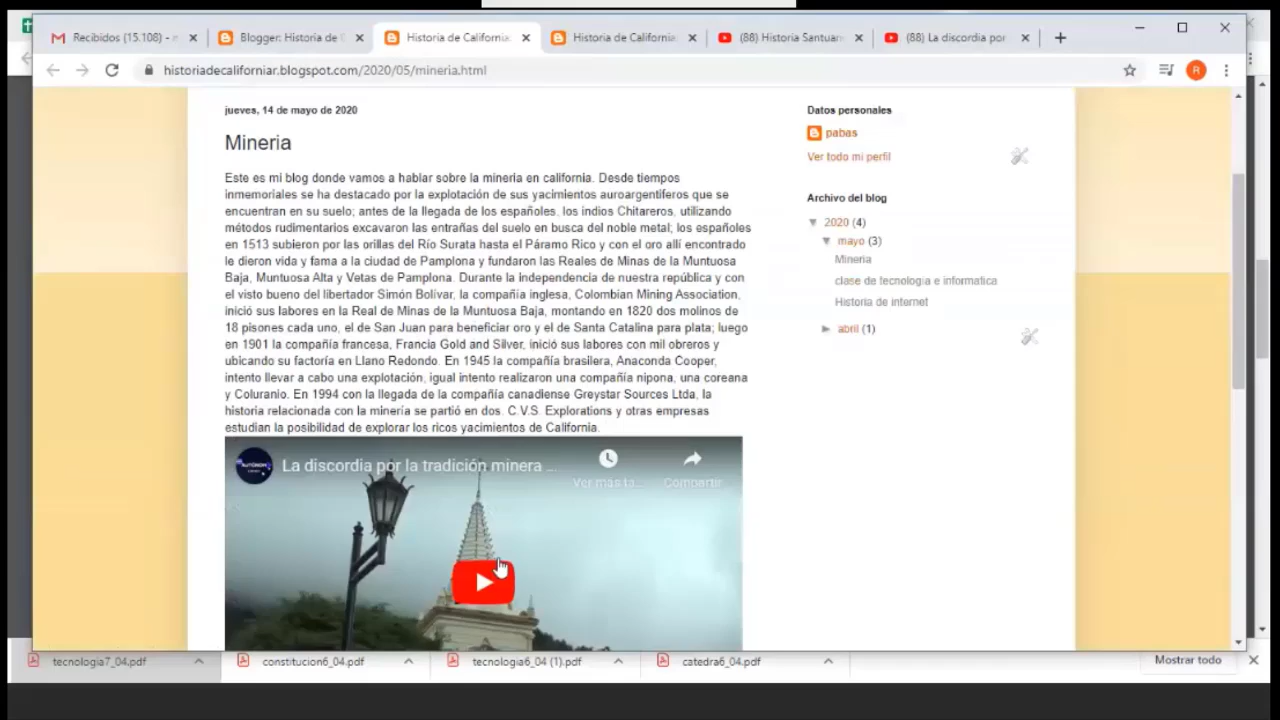 Recibidos (15.108) -
Blogger: Historia de
Historia de California
Historia de California
(88) Historia Santuar
(88) La discordia por
historiadecaliforniar.blogspot.com/2020/05/mineria.html
R
jueves, 14 de mayo de 2020
Mineria
Este es mi blog donde vamos a hablar sobre la mineria en california. Desde tiempos
inmemoriales se ha destacado por la explotación de sus yacimientos auroargentíferos que se
encuentran en su suelo; antes de la llegada de los españoles, los indios Chitareros, utilizando
métodos rudimentarios excavaron las entrañas del suelo en busca del noble metal; los españoles
en 1513 subieron por las orillas del Río Surata hasta el Páramo Rico y con el oro allí encontrado
le dieron vida y fama a la ciudad de Pamplona y fundaron las Reales de Minas de la Muntuosa
Baja, Muntuosa Alta y Vetas de Pamplona. Durante la independencia de nuestra república y con
el visto bueno del libertador Simón Bolívar, la compañía inglesa, Colombian Mining Association,
inició sus labores en la Real de Minas de la Muntuosa Baja, montando en 1820 dos molinos de
18 pisones cada uno, el de San Juan para beneficiar oro y el de Santa Catalina para plata; luego
en 1901 la compañía francesa, Francia Gold and Silver, inició sus labores con mil obreros y
ubicando su factoría en Llano Redondo. En 1945 la compañía brasilera, Anaconda Cooper,
intento llevar a cabo una explotación, igual intento realizaron una compañía nipona, una coreana
y Coluranio. En 1994 con la llegada de la compañía canadiense Greystar Sources Ltda, la
historia relacionada con la minería se partió en dos. C.V.S. Explorations y otras empresas
estudian la posibilidad de explorar los ricos yacimientos de California.
La discordia por la tradición minera ...
Ver más ta...
Compartir
Datos personales
pabas
Ver todo mi perfil
Archivo del blog
▼ 2020 (4)
▼ mayo (3)
Mineria
clase de tecnologia e informatica
Historia de internet
► abril (1)
tecnologia7_04.pdf
constitucion6_04.pdf
tecnologia6_04 (1).pdf
catedra6_04.pdf
Mostrar todo